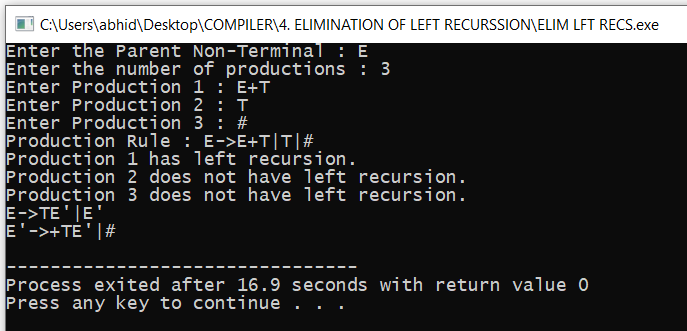 C:\Users\abhid\Desktop\COMPILER\4. ELIMINATION OF LEFT RECURSSION\ELIM LFT RECS.exe
Enter the Parent Non-Terminal : E
Enter the number of productions : 3
Enter Production 1 : E+T
Enter Production 2 : T
Enter Production 3 : #
Production Rule : E->E+T|T|#
Production 1 has left recursion.
Production 2 does not have left recursion.
Production 3 does not have left recursion.
E->TE'|E'
E'->+TE'|#
--------------------------------
Process exited after 16.9 seconds with return value 0
Press any key to continue . . .